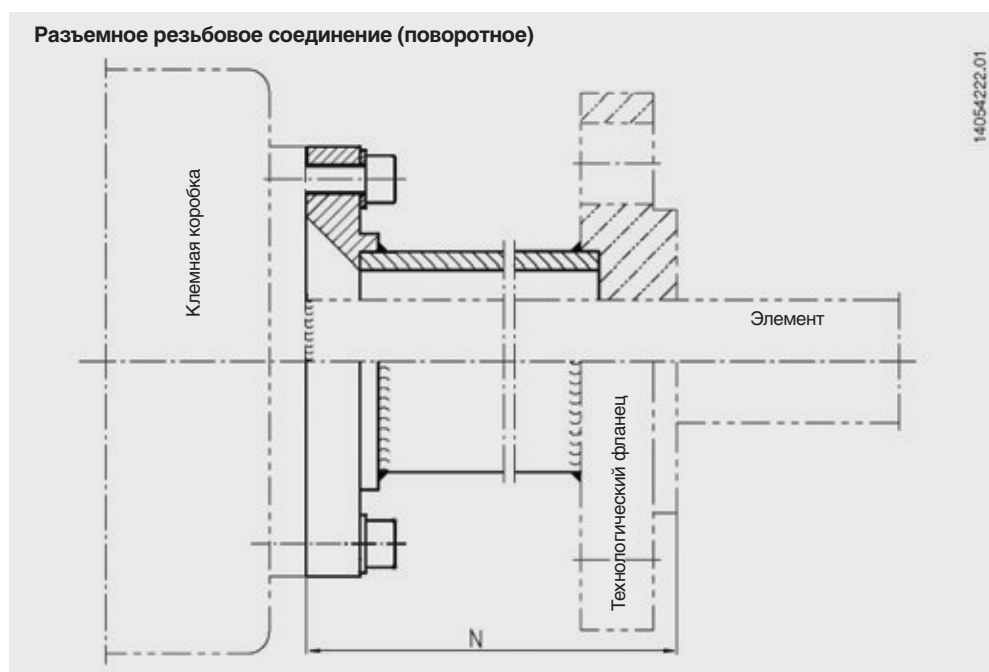 Разъемное резьбовое соединение (поворотное)
14054222.01
Клемная коробка
Элемент
Технологический фланец
N